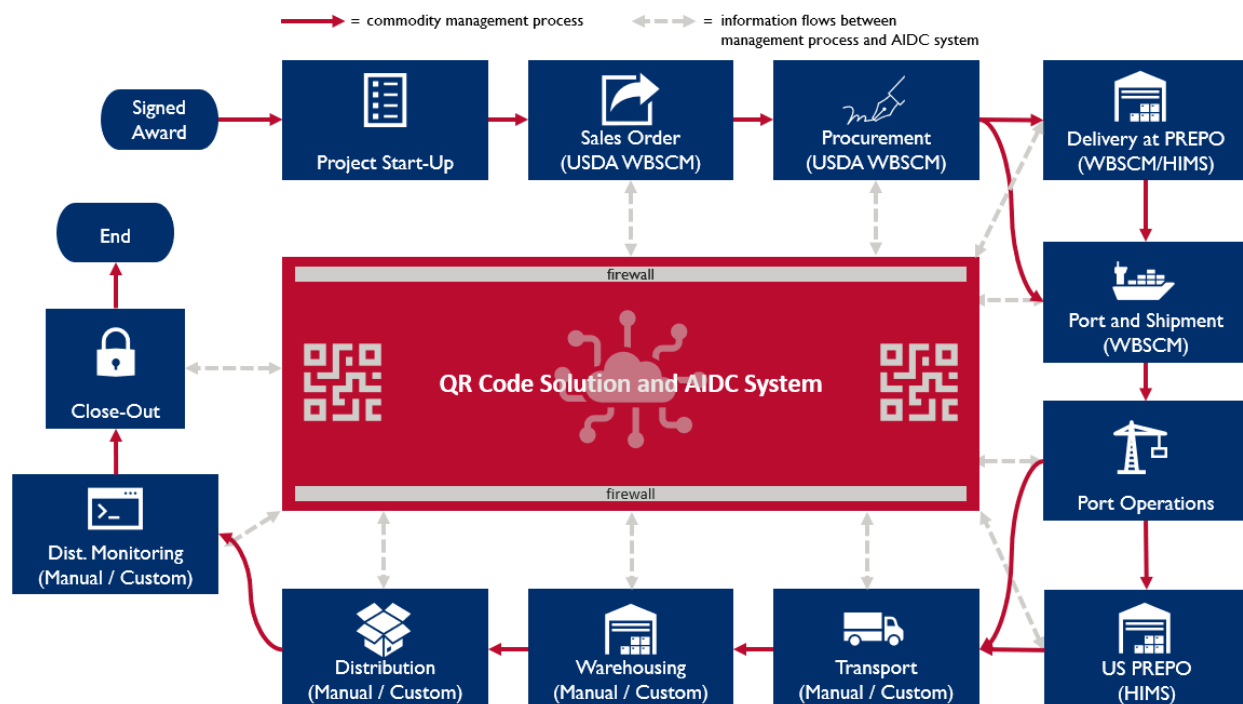 = commodity management process
= information flows between
management process and AIDC system
Signed
Award
Project Start-Up
Sales Order
(USDA WBSCM)
Procurement
(USDA WBSCM)
Delivery at PREPO
(WBSCM/HIMS)
End
firewall
Port and Shipment
(WBSCM)
Close-Out
QR Code Solution and AIDC System
Port Operations
firewall
Dist. Monitoring
(Manual / Custom)
Distribution
(Manual / Custom)
Warehousing
(Manual / Custom)
Transport
(Manual / Custom)
US PREPO
(HIMS)